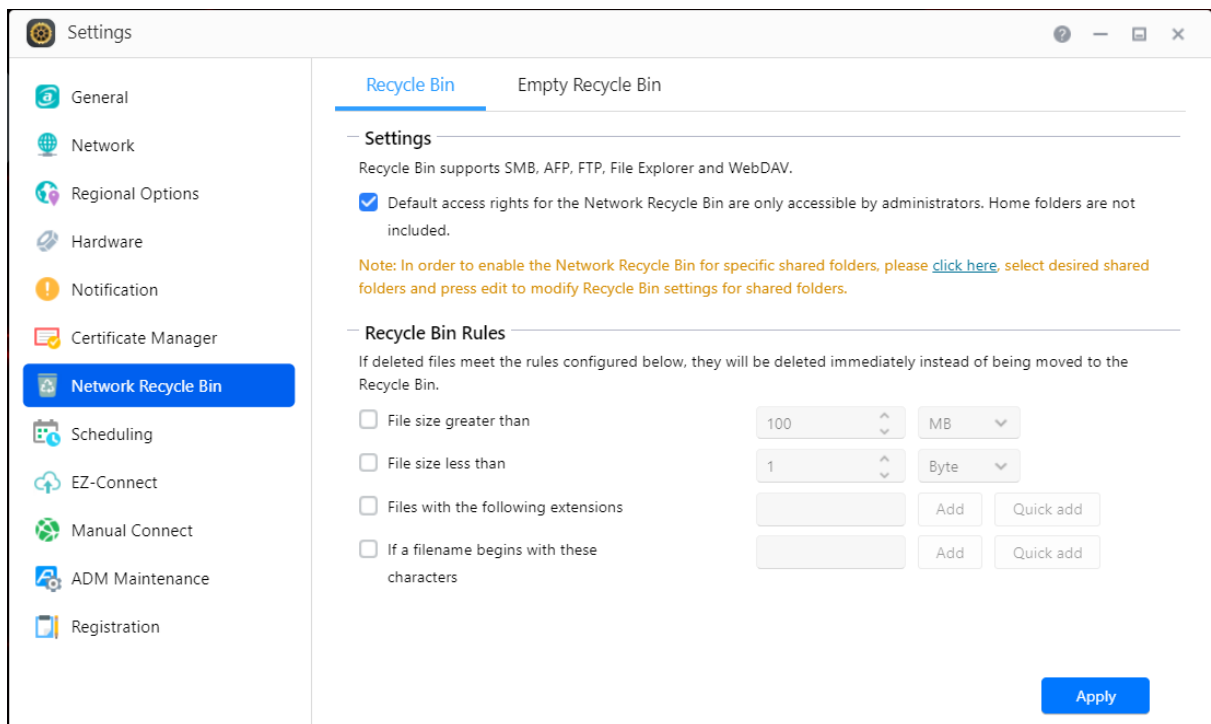 Settings
General
Network
Regional Options
Hardware
Notification
Certificate Manager
Network Recycle Bin
Scheduling
EZ-Connect
Manual Connect
ADM Maintenance
Registration
Recycle Bin
Empty Recycle Bin
Settings
Recycle Bin supports SMB, AFP, FTP, File Explorer and WebDAV.
Default access rights for the Network Recycle Bin are only accessible by administrators. Home folders are not
included.
Note: In order to enable the Network Recycle Bin for specific shared folders, please click here, select desired shared
folders and press edit to modify Recycle Bin settings for shared folders.
Recycle Bin Rules
If deleted files meet the rules configured below, they will be deleted immediately instead of being moved to the
Recycle Bin.
File size greater than
100
MB
File size less than
1
Byte
Files with the following extensions
Add
Quick add
If a filename begins with these
characters
Add
Quick add
Apply